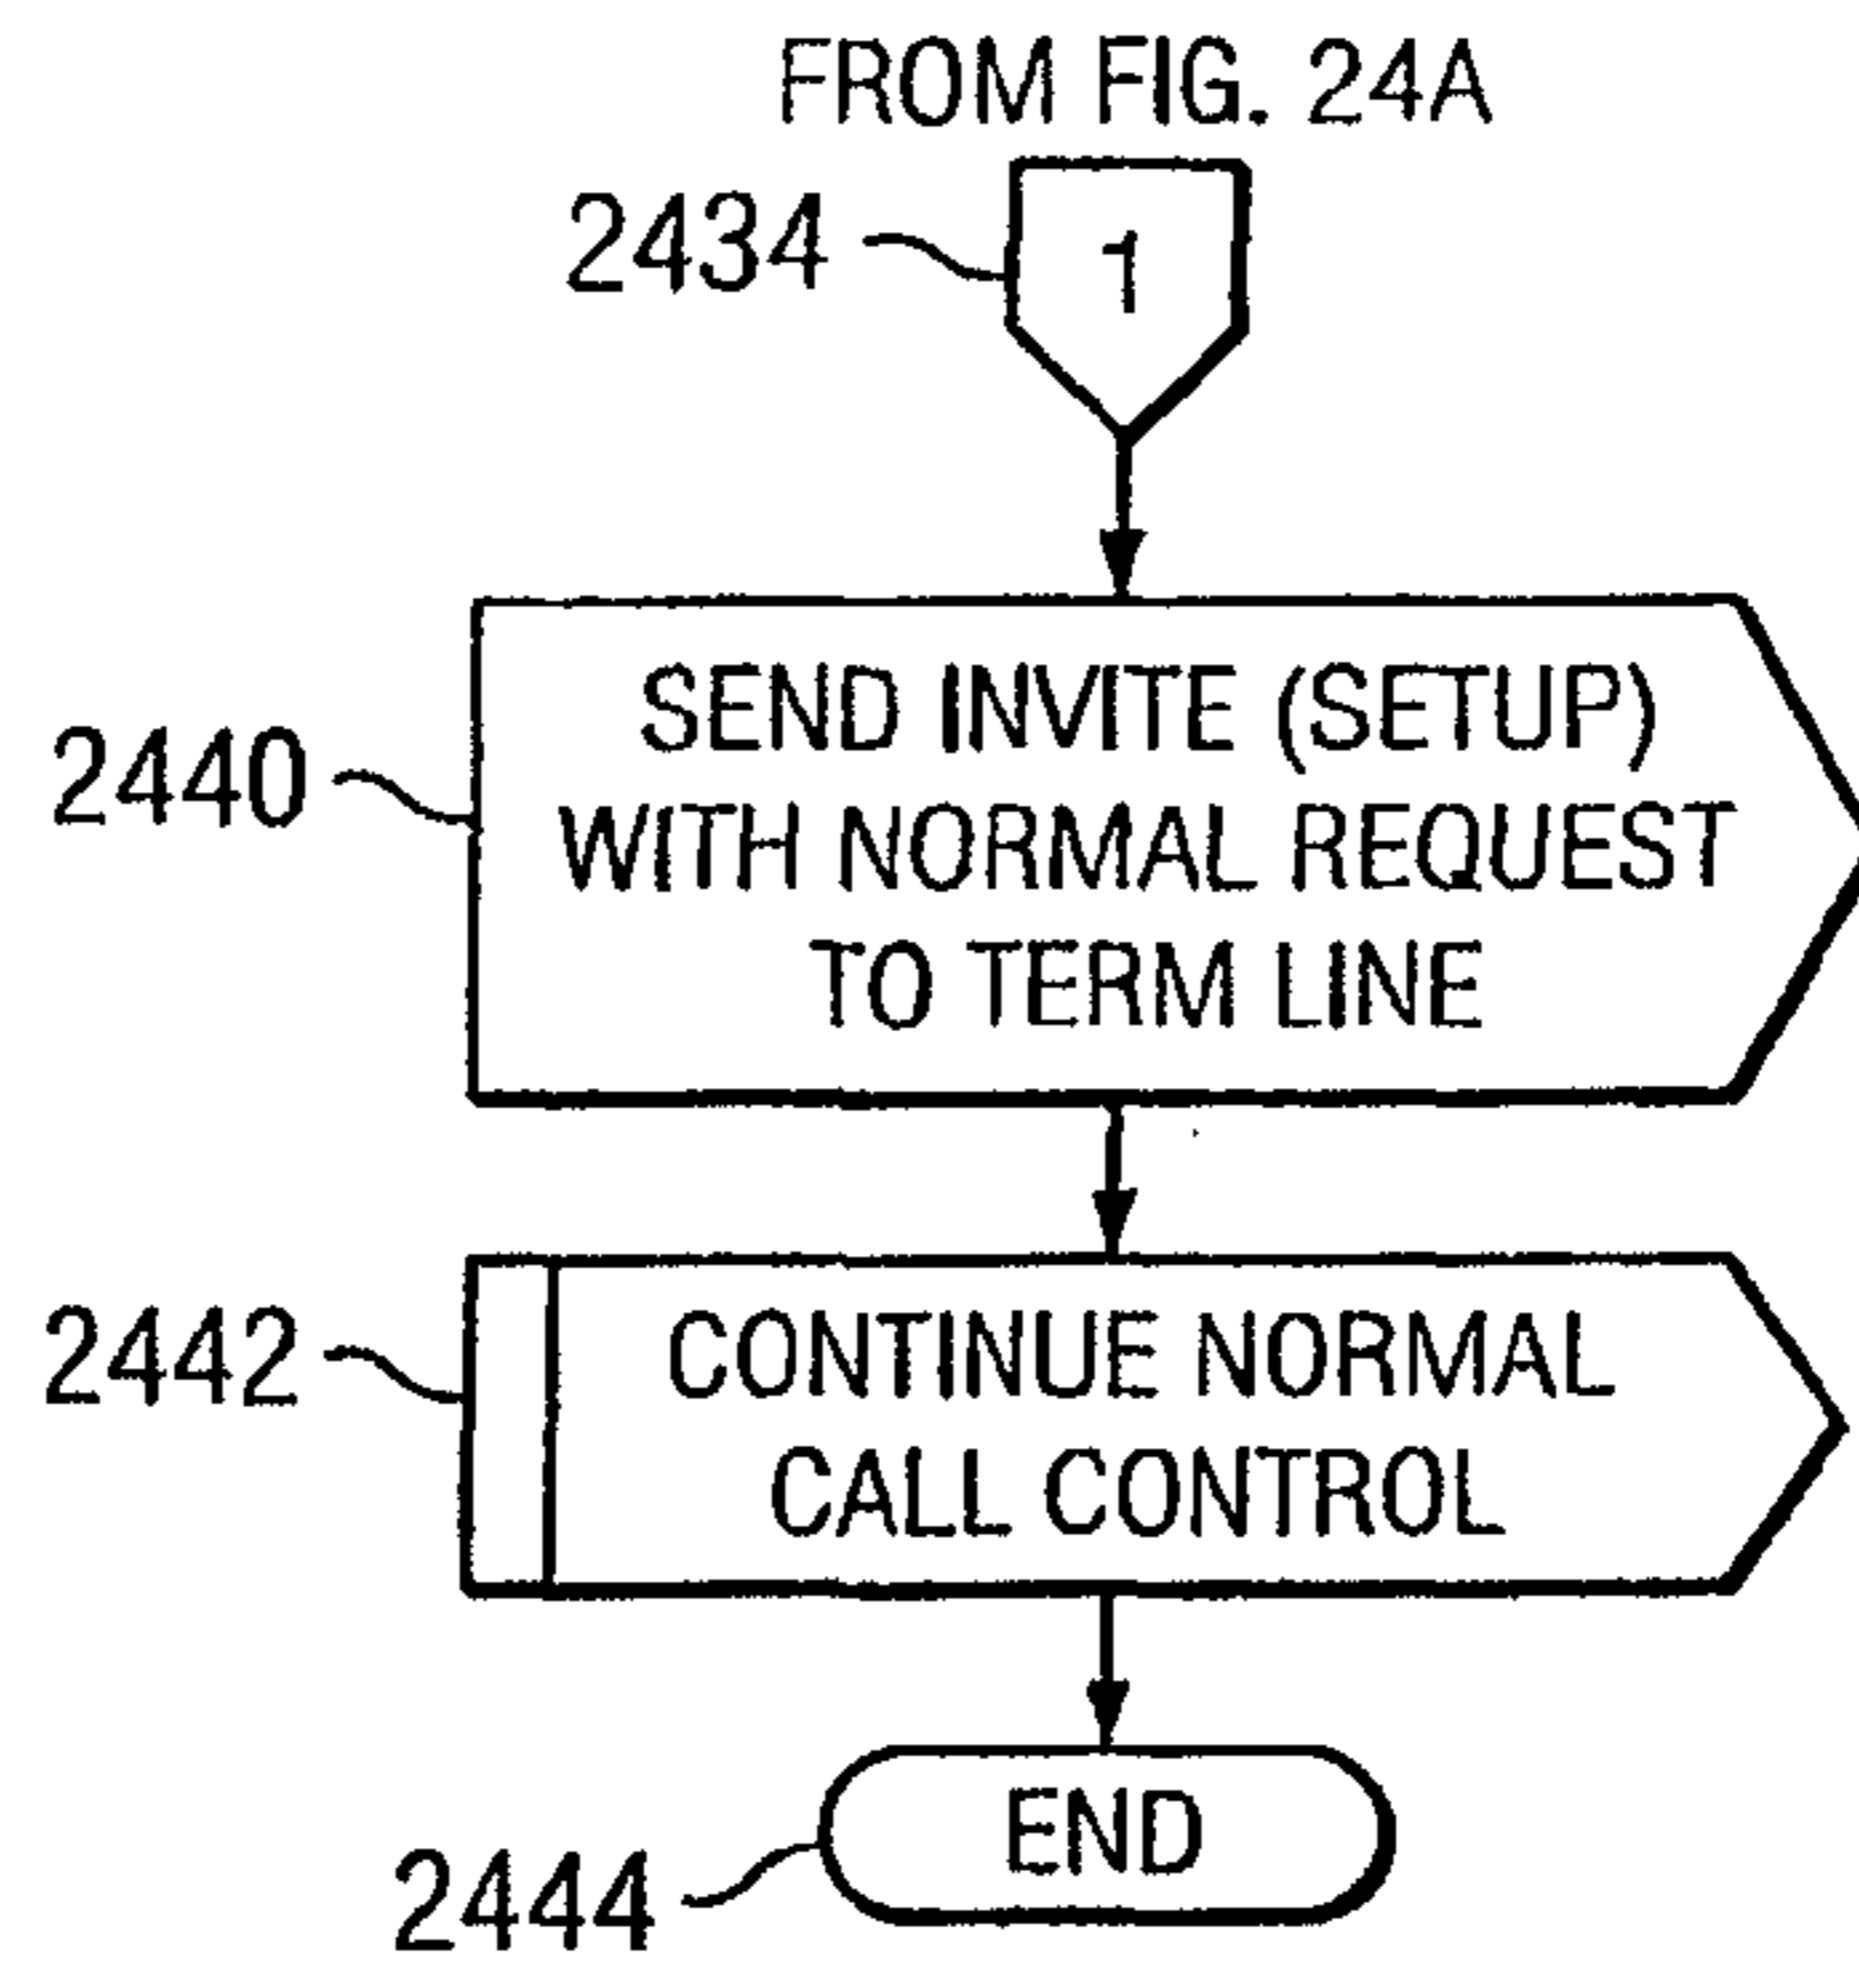 FROM FIG. 24A
2434
1
SEND INVITE (SETUP)
2440
WITH NORMAL REQUEST
TO TERM LINE
2442
CONTINUE NORMAL
CALL CONTROL
END
2444